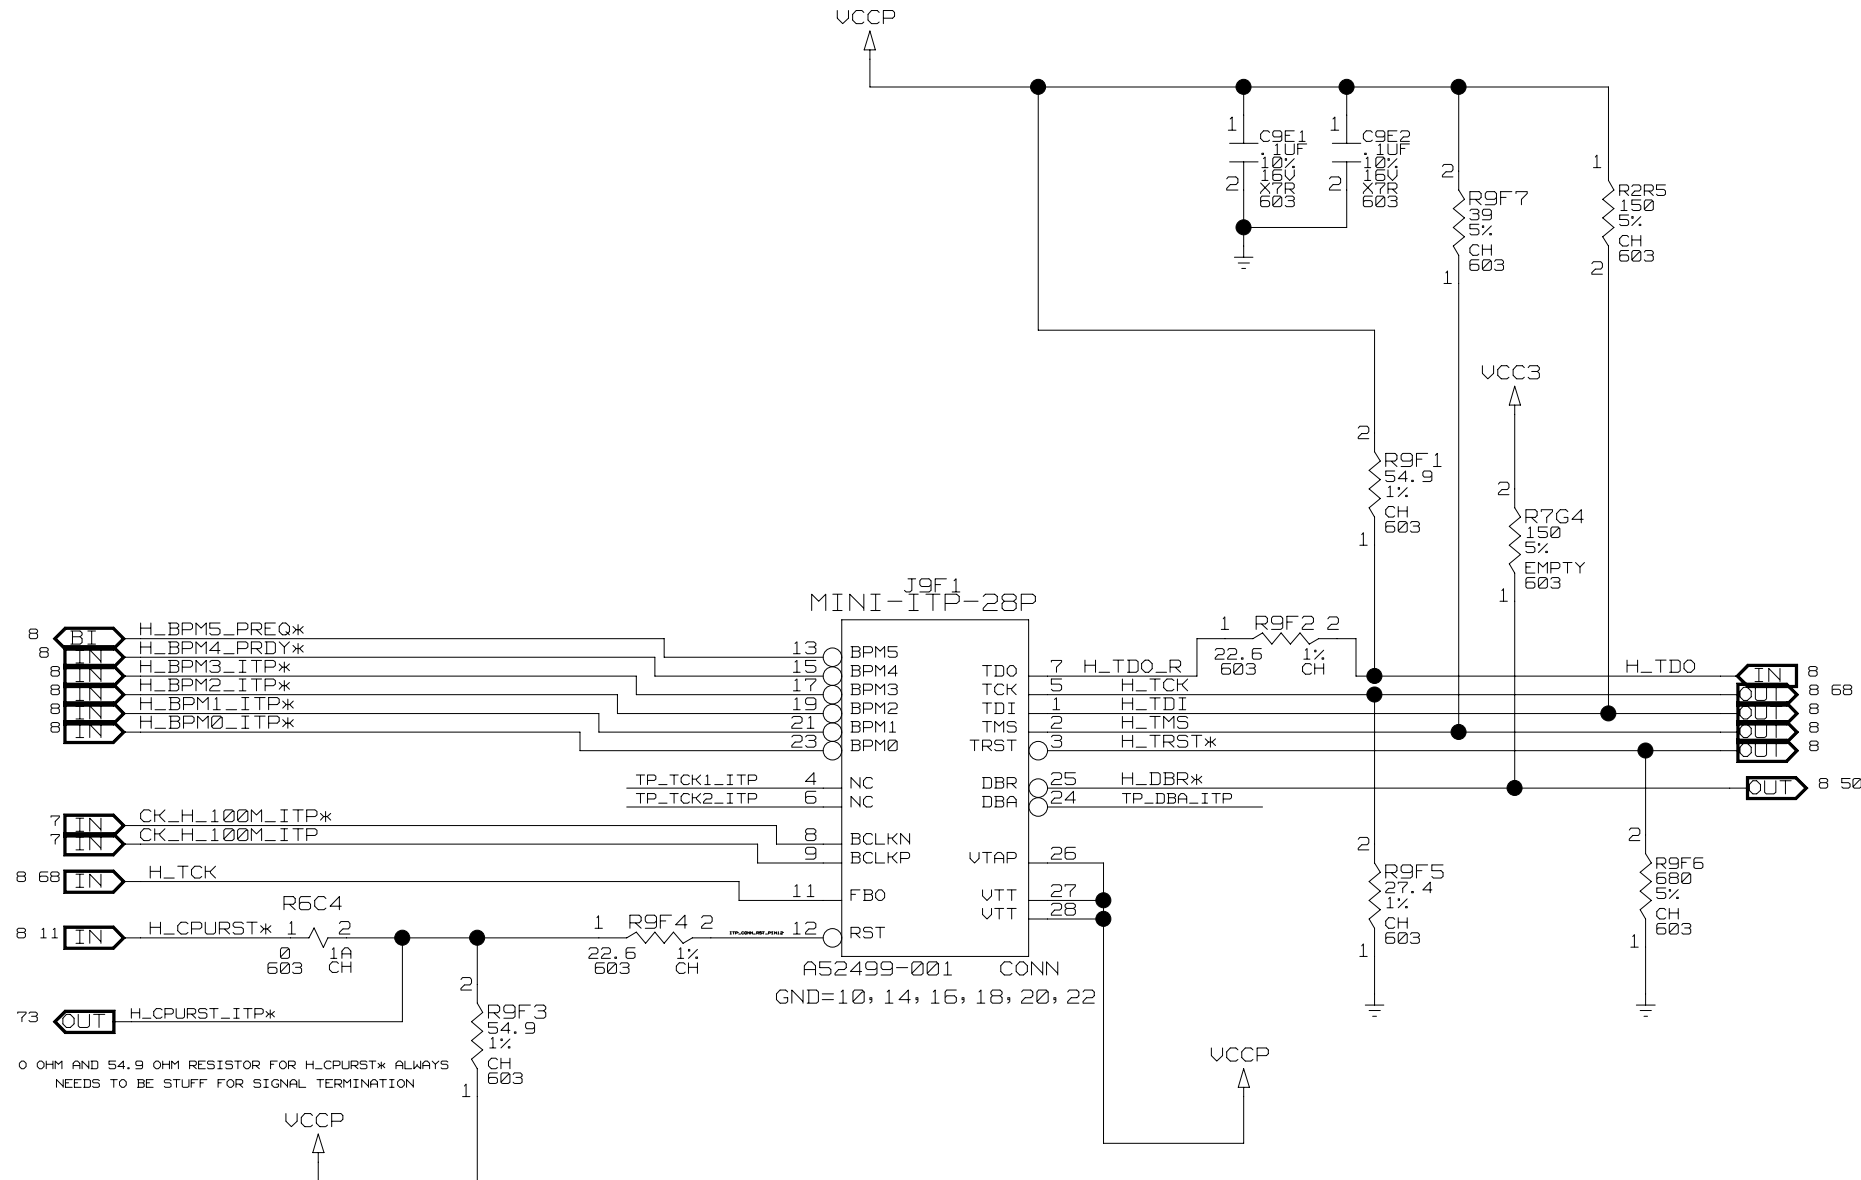 VCCP
1
C9E1
.1UF
10%
16V
X7R
603
2
1
C9E2
.1UF
10%
16V
X7R
603
2
2
R9F7
39
5%
CH
603
1
1
R2R5
150
5%
CH
603
2
VCC3
2
R9F1
54.9
1%
CH
603
1
2
R7G4
150
5%
EMPTY
603
1
J9F1
MINI-ITP-28P
8 BI H_BPM5_PREQ*
8 IN H_BPM4_PRDY*
8 IN H_BPM3_ITP*
8 IN H_BPM2_ITP*
8 IN H_BPM1_ITP*
8 IN H_BPM0_ITP*
13 BPM5
15 BPM4
17 BPM3
19 BPM2
21 BPM1
23 BPM0
TP_TCK1_ITP 4 NC
TP_TCK2_ITP 6 NC
7 IN CK_H_100M_ITP*
7 IN CK_H_100M_ITP
8 BCLKN
9 BCLKP
8 68 IN H_TCK
11 FBO
R6C4
8 11 IN H_CPURST* 1 2
0 1A
603 CH
1 R9F4 2
22.6 1%
603 CH
12 RST
TDO 7 H_TDO_R
1 R9F2 2
22.6 1%
603 CH
H_TDO IN 8
TCK 5 H_TCK OUT 8 68
TDI 1 H_TDI OUT 8
TMS 2 H_TMS OUT 8
TRST 3 H_TRST* OUT 8
DBR 25 H_DBR* OUT 8 50
DBA 24 TP_DBA_ITP
VTAP 26
VTT 27
VTT 28
2
R9F5
27.4
1%
CH
603
1
2
R9F6
680
5%
CH
603
1
A52499-001 CONN
GND=10,14,16,18,20,22
73 OUT H_CPURST_ITP*
2
R9F3
54.9
1%
CH
603
1
0 OHM AND 54.9 OHM RESISTOR FOR H_CPURST* ALWAYS
NEEDS TO BE STUFF FOR SIGNAL TERMINATION
VCCP
VCCP